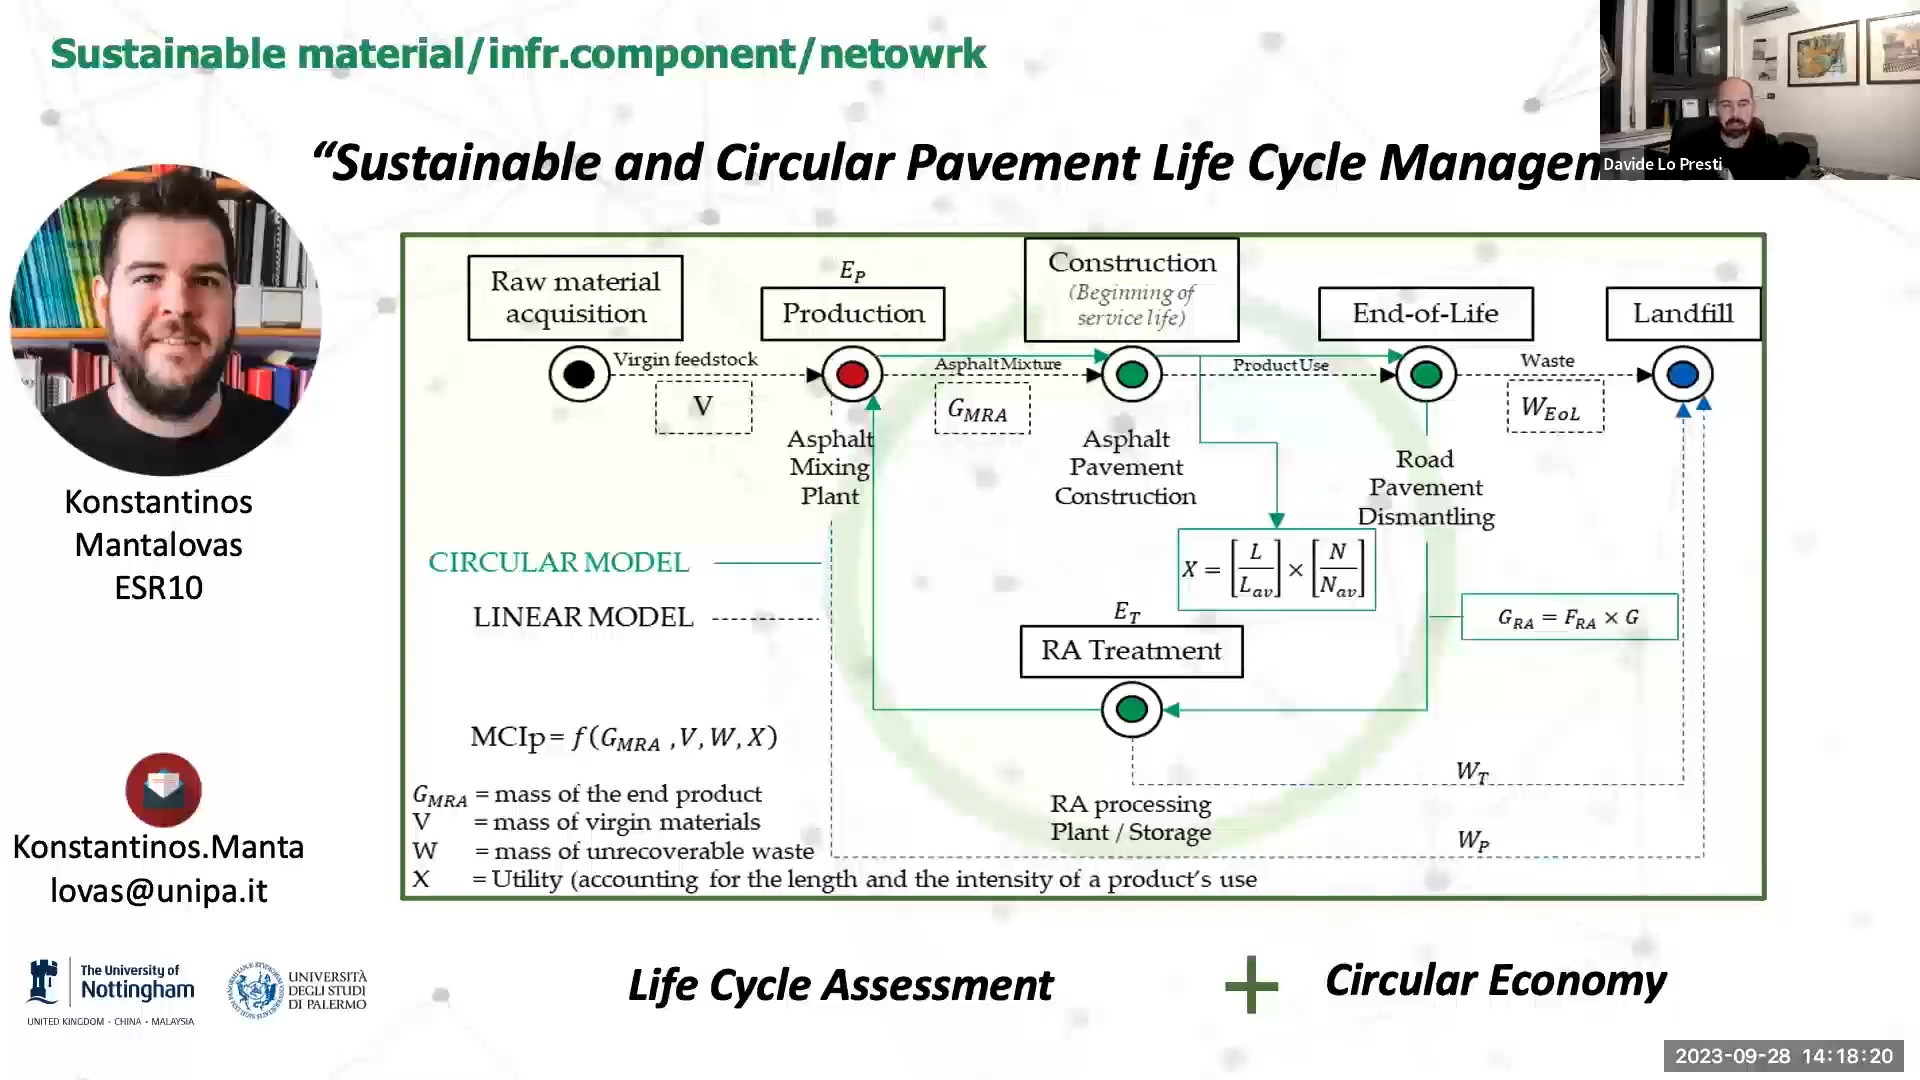 Sustainable material/infr.component/netowrk
Davide Lo Presti
“Sustainable and Circular Pavement Life Cycle
Konstantinos
Mantalovas
ESR10
Konstantinos.Manta
lovas@unipa.it
Raw material
acquisition
E_P
Production
Construction
(Beginning of
service life)
End-of-Life
Landfill
Virgin feedstock
V
Asphalt Mixture
G_MRA
Product Use
Waste
W_EoL
Asphalt
Mixing
Plant
Asphalt
Pavement
Construction
Road
Pavement
Dismantling
CIRCULAR MODEL
LINEAR MODEL
X = [L/L_av] × [N/N_av]
G_RA = F_RA × G
E_T
RA Treatment
MCIp = f(G_MRA ,V, W, X)
W_T
RA processing
Plant / Storage
W_P
G_MRA = mass of the end product
V = mass of virgin materials
W = mass of unrecoverable waste
X = Utility (accounting for the length and the intensity of a product’s use
The University of
Nottingham
UNITED KINGDOM · CHINA · MALAYSIA
UNIVERSITÀ
DEGLI STUDI
DI PALERMO
Life Cycle Assessment
+
Circular Economy
2023-09-28 14:18:20